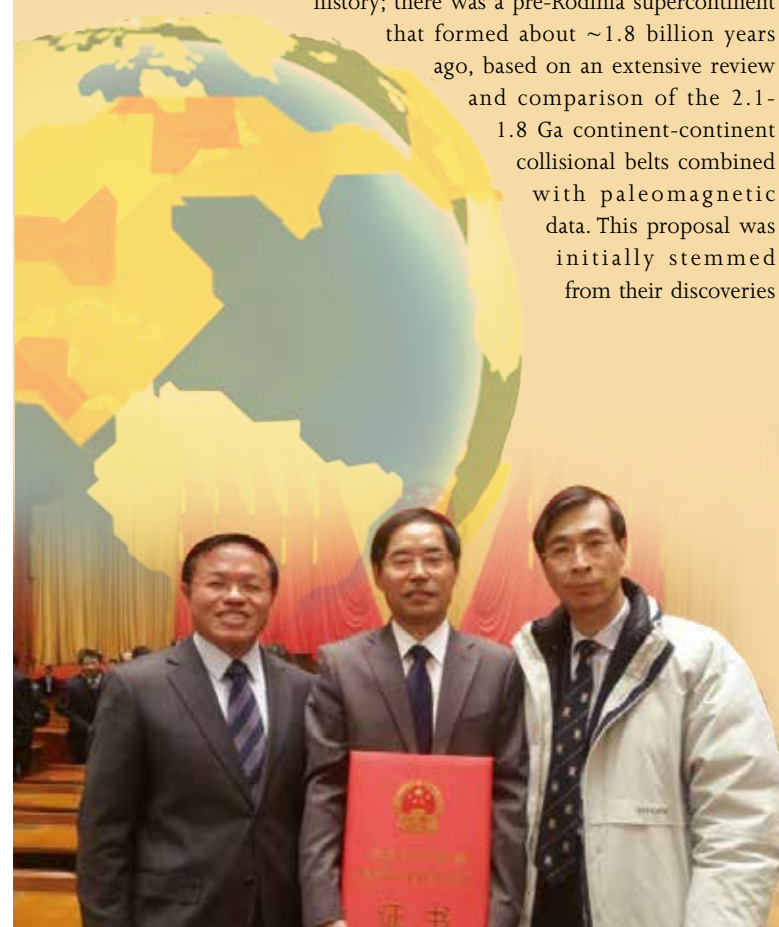 history; there was a pre-Rodinia supercontinent
that formed about ~1.8 billion years
ago, based on an extensive review
and comparison of the 2.1-
1.8 Ga continent-continent
collisional belts combined
with paleomagnetic
data. This proposal was
initially stemmed
from their discoveries
证书